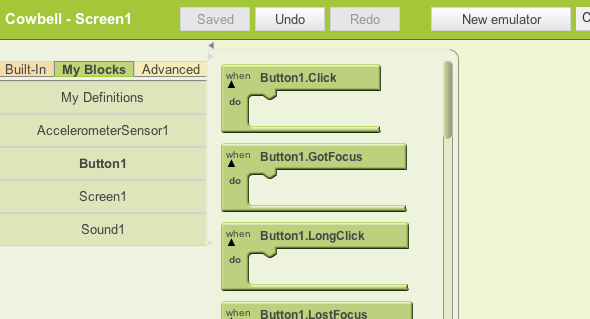 Cowbell - Screen1
Saved
Undo
Redo
New emulator
C
Built-In
My Blocks
Advanced
My Definitions
AccelerometerSensor1
Button1
Screen1
Sound1
when Button1.Click
do
when Button1.GotFocus
do
when Button1.LongClick
do
when Button1.LostFocus